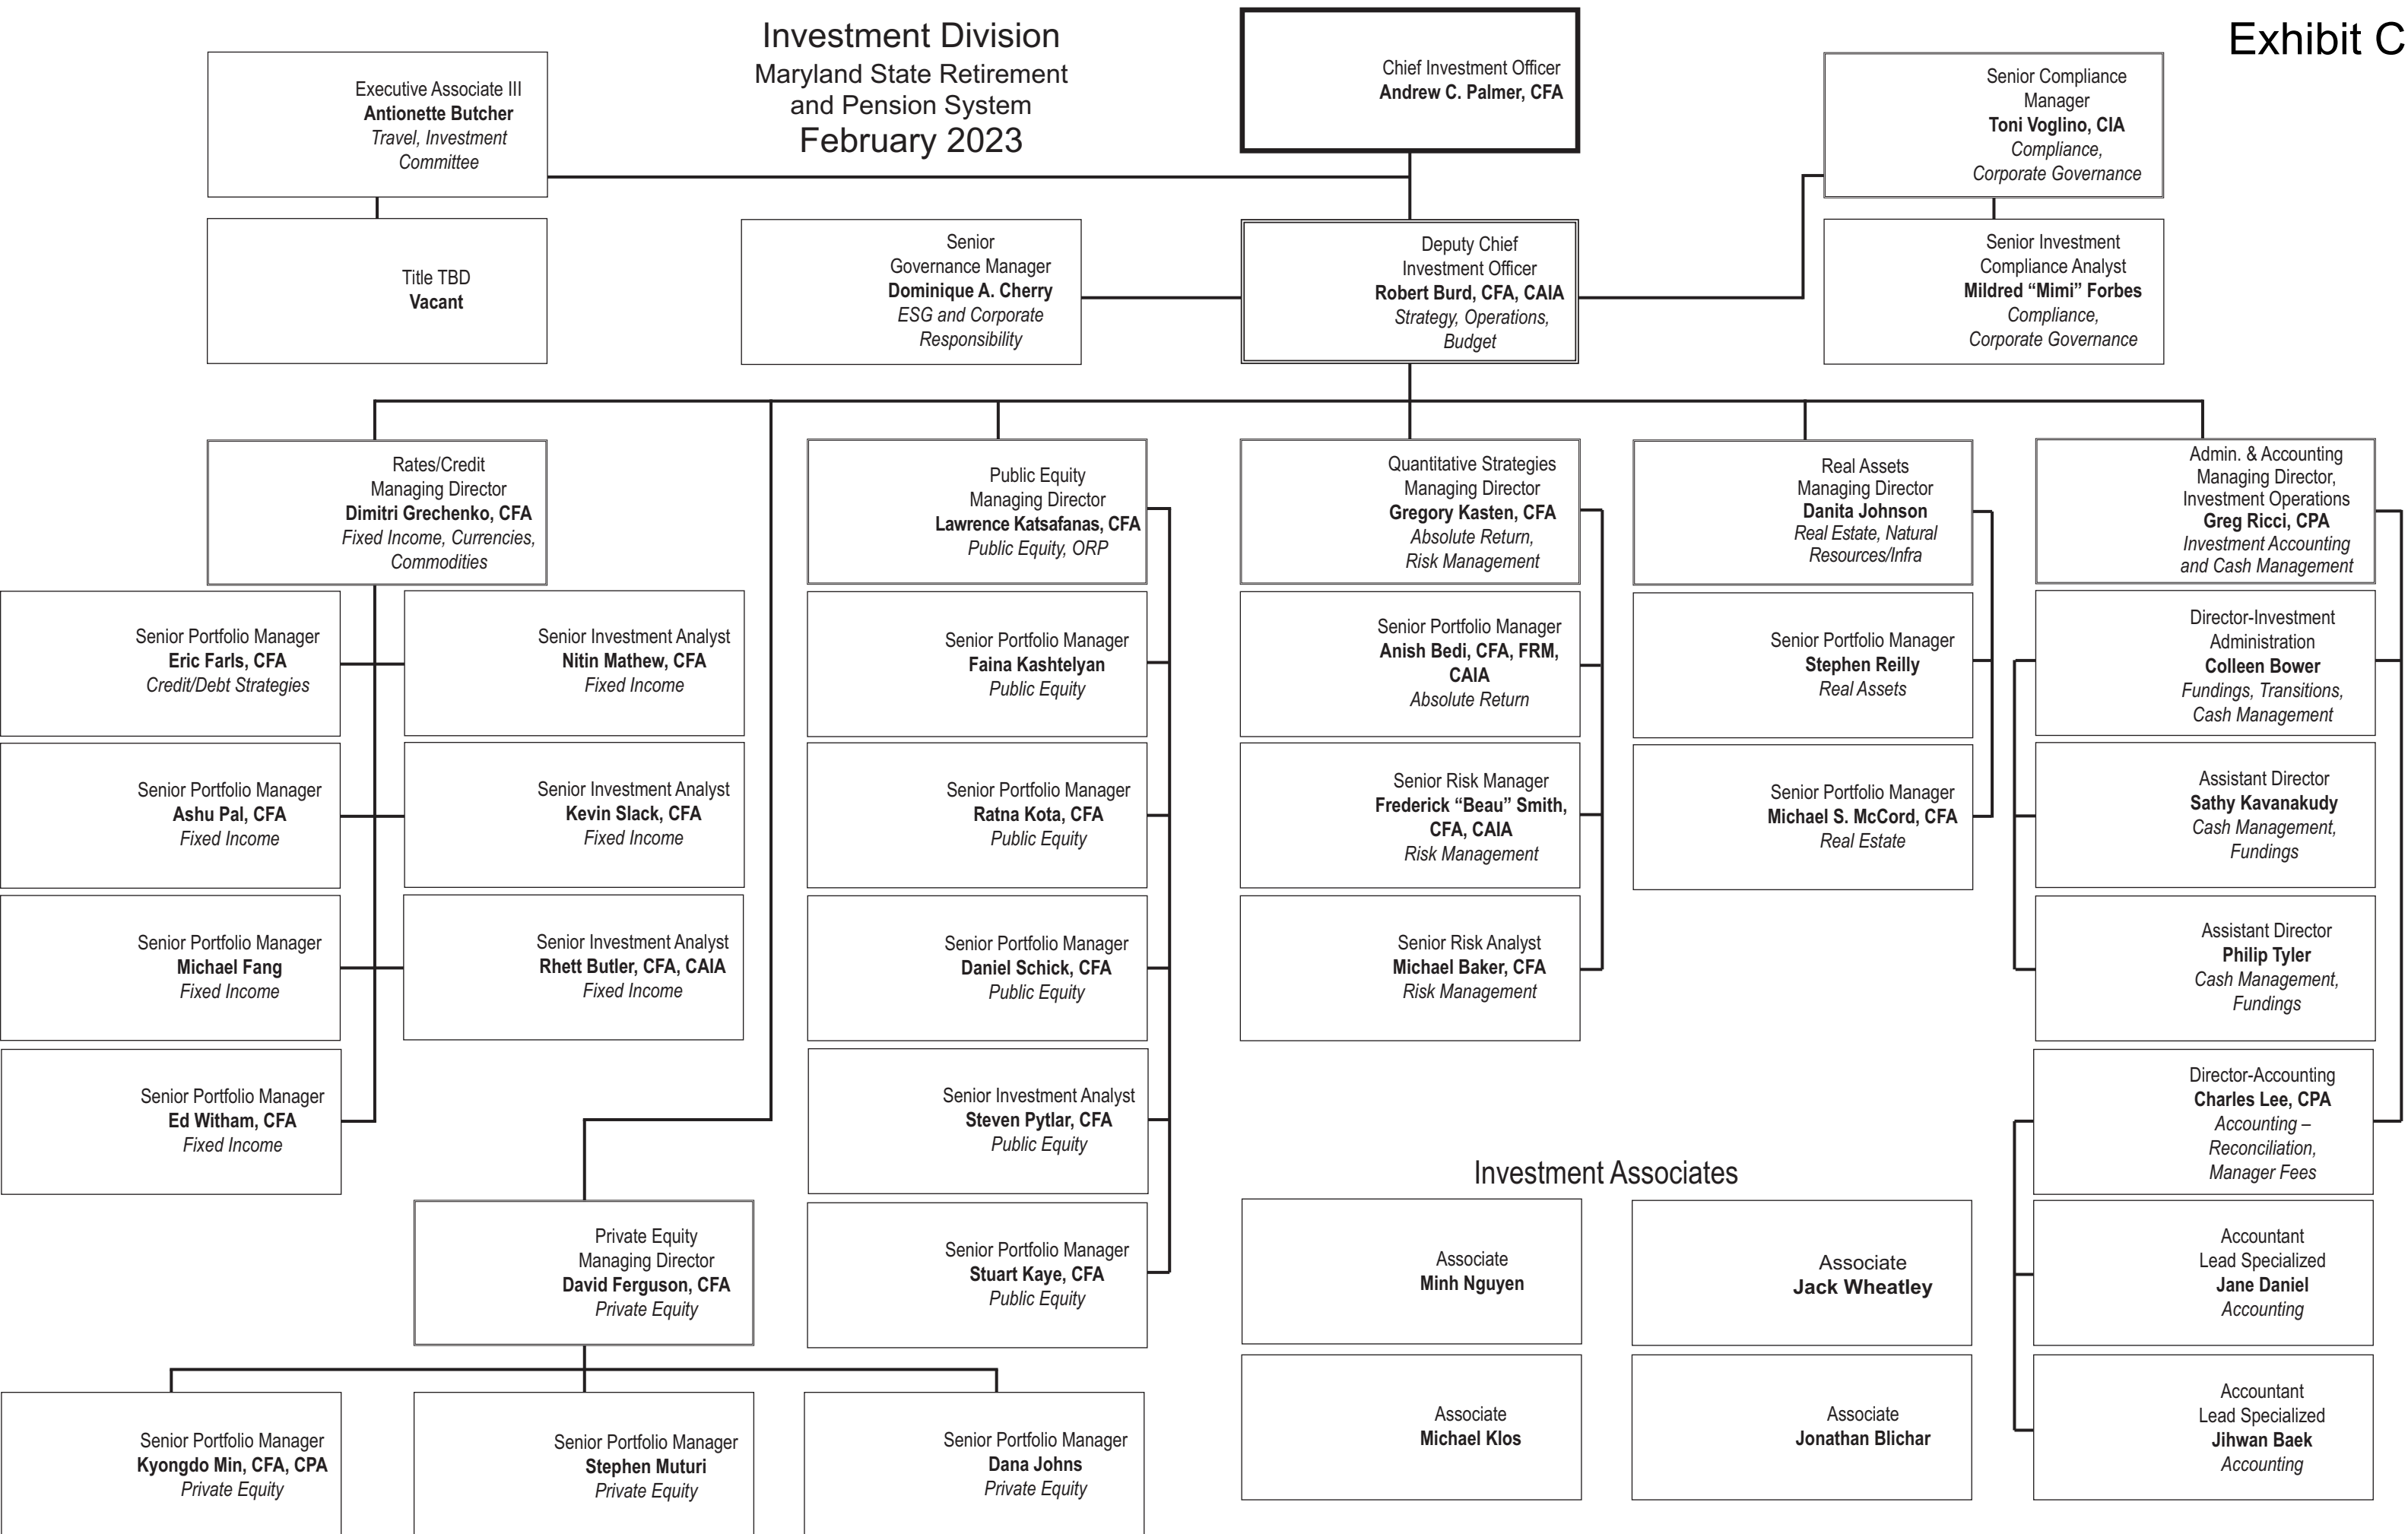 Exhibit C
Investment Division
Maryland State Retirement
and Pension System
February 2023
Executive Associate III
Antionette Butcher
Travel, Investment
Committee
Chief Investment Officer
Andrew C. Palmer, CFA
Senior Compliance
Manager
Toni Voglino, CIA
Compliance,
Corporate Governance
Title TBD
Vacant
Senior
Governance Manager
Dominique A. Cherry
ESG and Corporate
Responsibility
Deputy Chief
Investment Officer
Robert Burd, CFA, CAIA
Strategy, Operations,
Budget
Senior Investment
Compliance Analyst
Mildred “Mimi” Forbes
Compliance,
Corporate Governance
Rates/Credit
Managing Director
Dimitri Grechenko, CFA
Fixed Income, Currencies,
Commodities
Senior Portfolio Manager
Eric Farls, CFA
Credit/Debt Strategies
Senior Investment Analyst
Nitin Mathew, CFA
Fixed Income
Senior Portfolio Manager
Ashu Pal, CFA
Fixed Income
Senior Investment Analyst
Kevin Slack, CFA
Fixed Income
Senior Portfolio Manager
Michael Fang
Fixed Income
Senior Investment Analyst
Rhett Butler, CFA, CAIA
Fixed Income
Senior Portfolio Manager
Ed Witham, CFA
Fixed Income
Private Equity
Managing Director
David Ferguson, CFA
Private Equity
Senior Portfolio Manager
Kyongdo Min, CFA, CPA
Private Equity
Senior Portfolio Manager
Stephen Muturi
Private Equity
Senior Portfolio Manager
Dana Johns
Private Equity
Public Equity
Managing Director
Lawrence Katsafanas, CFA
Public Equity, ORP
Senior Portfolio Manager
Faina Kashtelyan
Public Equity
Senior Portfolio Manager
Ratna Kota, CFA
Public Equity
Senior Portfolio Manager
Daniel Schick, CFA
Public Equity
Senior Investment Analyst
Steven Pytlar, CFA
Public Equity
Senior Portfolio Manager
Stuart Kaye, CFA
Public Equity
Quantitative Strategies
Managing Director
Gregory Kasten, CFA
Absolute Return,
Risk Management
Senior Portfolio Manager
Anish Bedi, CFA, FRM,
CAIA
Absolute Return
Senior Risk Manager
Frederick “Beau” Smith,
CFA, CAIA
Risk Management
Senior Risk Analyst
Michael Baker, CFA
Risk Management
Real Assets
Managing Director
Danita Johnson
Real Estate, Natural
Resources/Infra
Senior Portfolio Manager
Stephen Reilly
Real Assets
Senior Portfolio Manager
Michael S. McCord, CFA
Real Estate
Admin. & Accounting
Managing Director,
Investment Operations
Greg Ricci, CPA
Investment Accounting
and Cash Management
Director-Investment
Administration
Colleen Bower
Fundings, Transitions,
Cash Management
Assistant Director
Sathy Kavanakudy
Cash Management,
Fundings
Assistant Director
Philip Tyler
Cash Management,
Fundings
Director-Accounting
Charles Lee, CPA
Accounting –
Reconciliation,
Manager Fees
Accountant
Lead Specialized
Jane Daniel
Accounting
Accountant
Lead Specialized
Jihwan Baek
Accounting
Investment Associates
Associate
Minh Nguyen
Associate
Jack Wheatley
Associate
Michael Klos
Associate
Jonathan Blichar